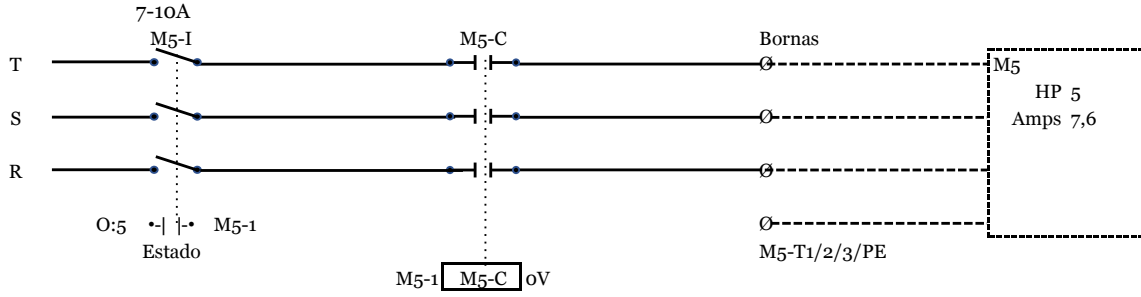 7-10A
M5-I M5-C Bornas
T Ø M5
HP 5
S Ø Amps 7,6
R Ø
O:5 •-| |-• M5-1 Ø
Estado M5-T1/2/3/PE
M5-1 M5-C 0V